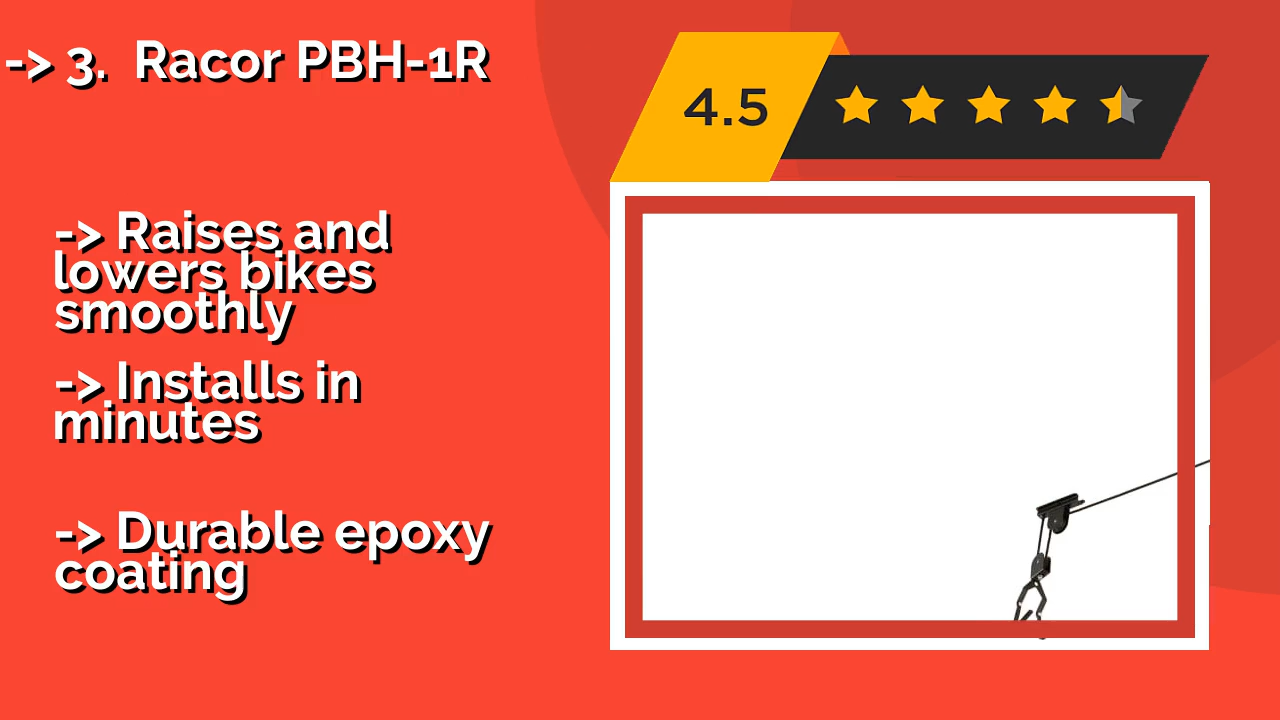 -> 3.  Racor PBH-1R
4.5
-> Raises and
lowers bikes
smoothly
-> Installs in
minutes
-> Durable epoxy
coating